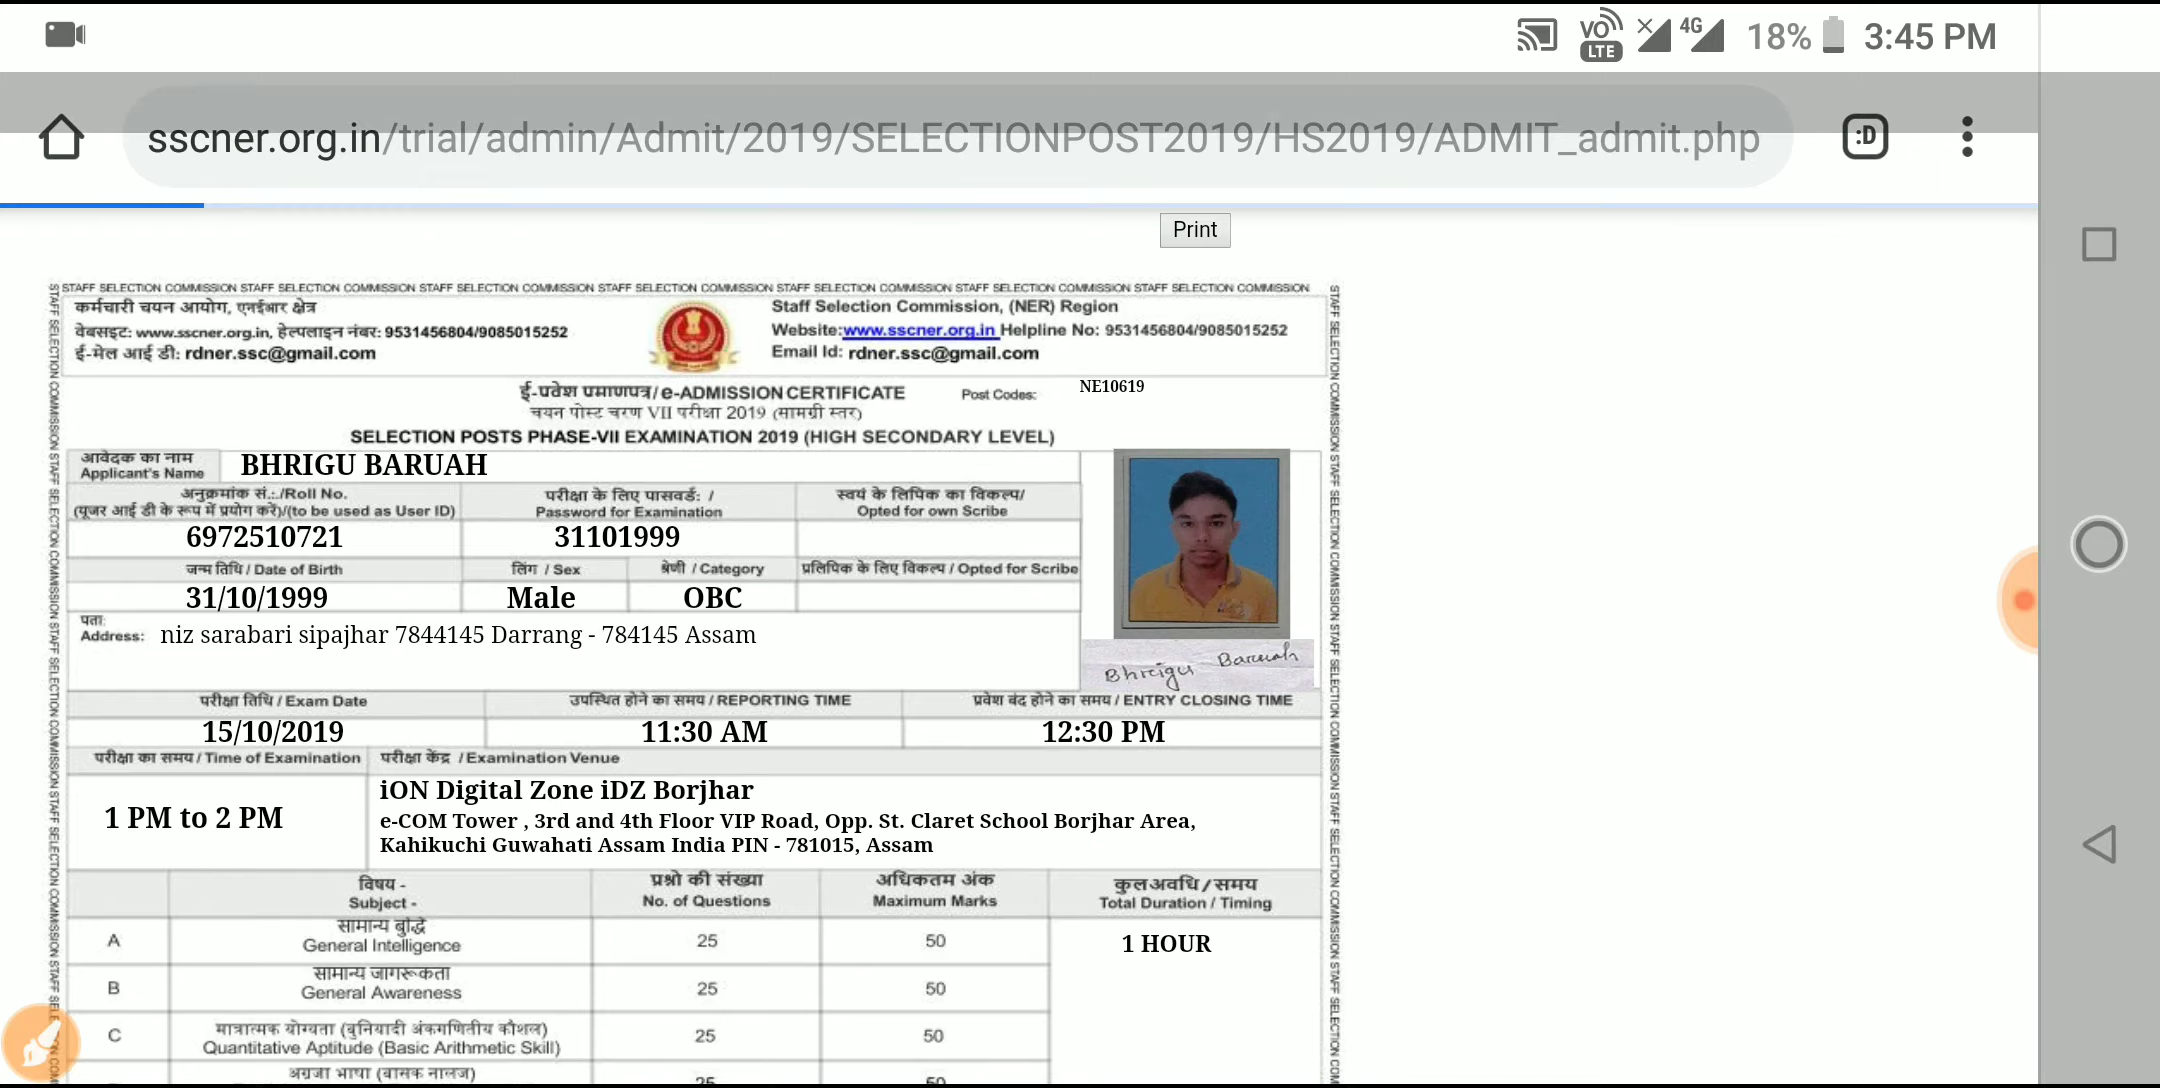 VO LTE 4G 18% 3:45 PM
sscner.org.in/trial/admin/Admit/2019/SELECTIONPOST2019/HS2019/ADMIT_admit.php :D
Print
STAFF SELECTION COMMISSION STAFF SELECTION COMMISSION STAFF SELECTION COMMISSION STAFF SELECTION COMMISSION STAFF SELECTION COMMISSION STAFF SELECTION COMMISSION STAFF SELECTION COMMISSION
कर्मचारी चयन आयोग, एनईआर क्षेत्र
वेबसइट: www.sscner.org.in, हेल्पलाइन नंबर: 9531456804/9085015252
ई-मेल आई डी: rdner.ssc@gmail.com
Staff Selection Commission, (NER) Region
Website:www.sscner.org.in Helpline No: 9531456804/9085015252
Email Id: rdner.ssc@gmail.com
ई-प्रवेश प्रमाणपत्र/e-ADMISSION CERTIFICATE Post Codes: NE10619
चयन पोस्ट चरण VII परीक्षा 2019 (सामग्री स्तर)
SELECTION POSTS PHASE-VII EXAMINATION 2019 (HIGH SECONDARY LEVEL)
आवेदक का नाम
Applicant's Name BHRIGU BARUAH
अनुक्रमांक सं.:./Roll No.
(यूजर आई डी के रूप में प्रयोग करें)/(to be used as User ID)
परीक्षा के लिए पासवर्ड: /
Password for Examination
स्वयं के लिपिक का विकल्प/
Opted for own Scribe
6972510721 31101999
जन्म तिथि / Date of Birth लिंग / Sex श्रेणी / Category प्रलिपिक के लिए विकल्प / Opted for Scribe
31/10/1999 Male OBC
पता:
Address: niz sarabari sipajhar 7844145 Darrang - 784145 Assam
Bhrigu Baruah
परीक्षा तिथि / Exam Date उपस्थित होने का समय / REPORTING TIME प्रवेश बंद होने का समय / ENTRY CLOSING TIME
15/10/2019 11:30 AM 12:30 PM
परीक्षा का समय / Time of Examination परीक्षा केंद्र / Examination Venue
1 PM to 2 PM
iON Digital Zone iDZ Borjhar
e-COM Tower , 3rd and 4th Floor VIP Road, Opp. St. Claret School Borjhar Area,
Kahikuchi Guwahati Assam India PIN - 781015, Assam
विषय -
Subject -
प्रश्नो की संख्या
No. of Questions
अधिकतम अंक
Maximum Marks
कुल अवधि / समय
Total Duration / Timing
A
सामान्य बुद्धि
General Intelligence
25 50 1 HOUR
B
सामान्य जागरूकता
General Awareness
25 50
C
मात्रात्मक योग्यता (बुनियादी अंकगणितीय कौशल)
Quantitative Aptitude (Basic Arithmetic Skill)
25 50
25 50